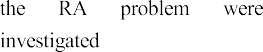 the RA problem were
investigated